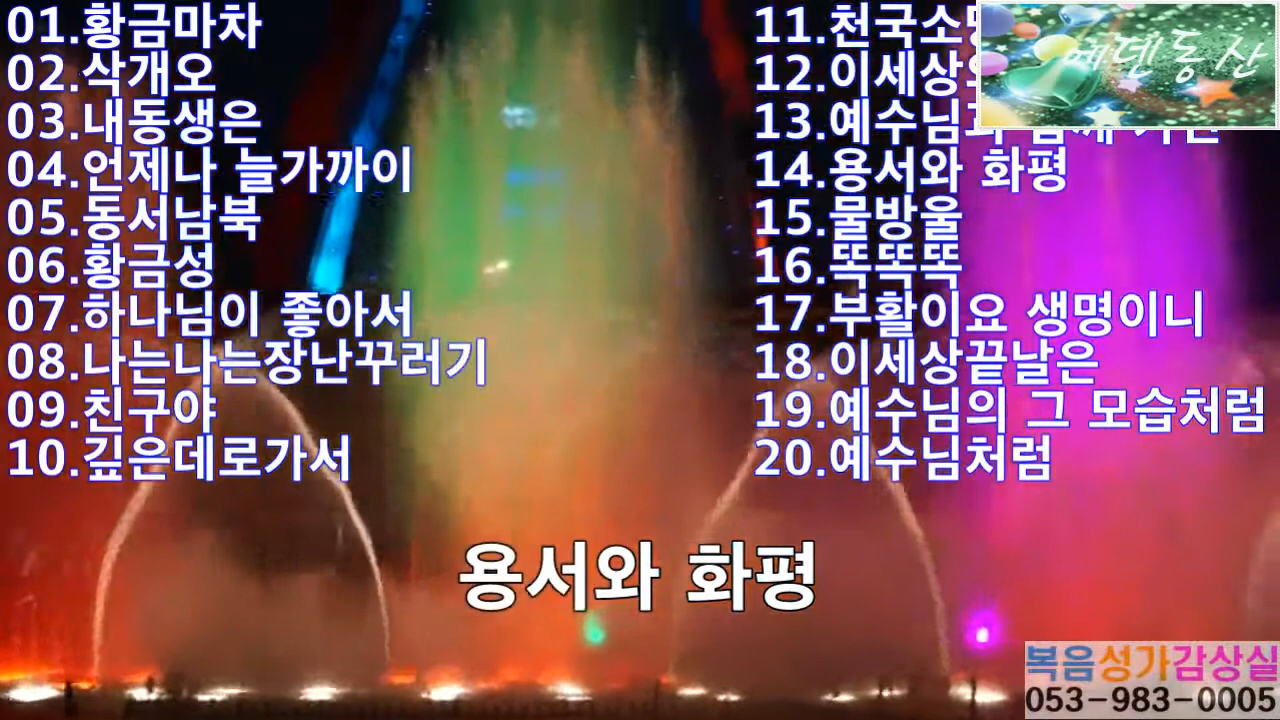 01.황금마차
02.삭개오
03.내동생은
04.언제나 늘가까이
05.동서남북
06.황금성
07.하나님이 좋아서
08.나는나는장난꾸러기
09.친구야
10.깊은데로가서
11.천국소
12.이세상
13.예수님과 함께
14.용서와 화평
15.물방울
16.똑똑똑
17.부활이요 생명이니
18.이세상끝날은
19.예수님의 그 모습처럼
20.예수님처럼
에덴동산
용서와 화평
복음성가감상실
053-983-0005